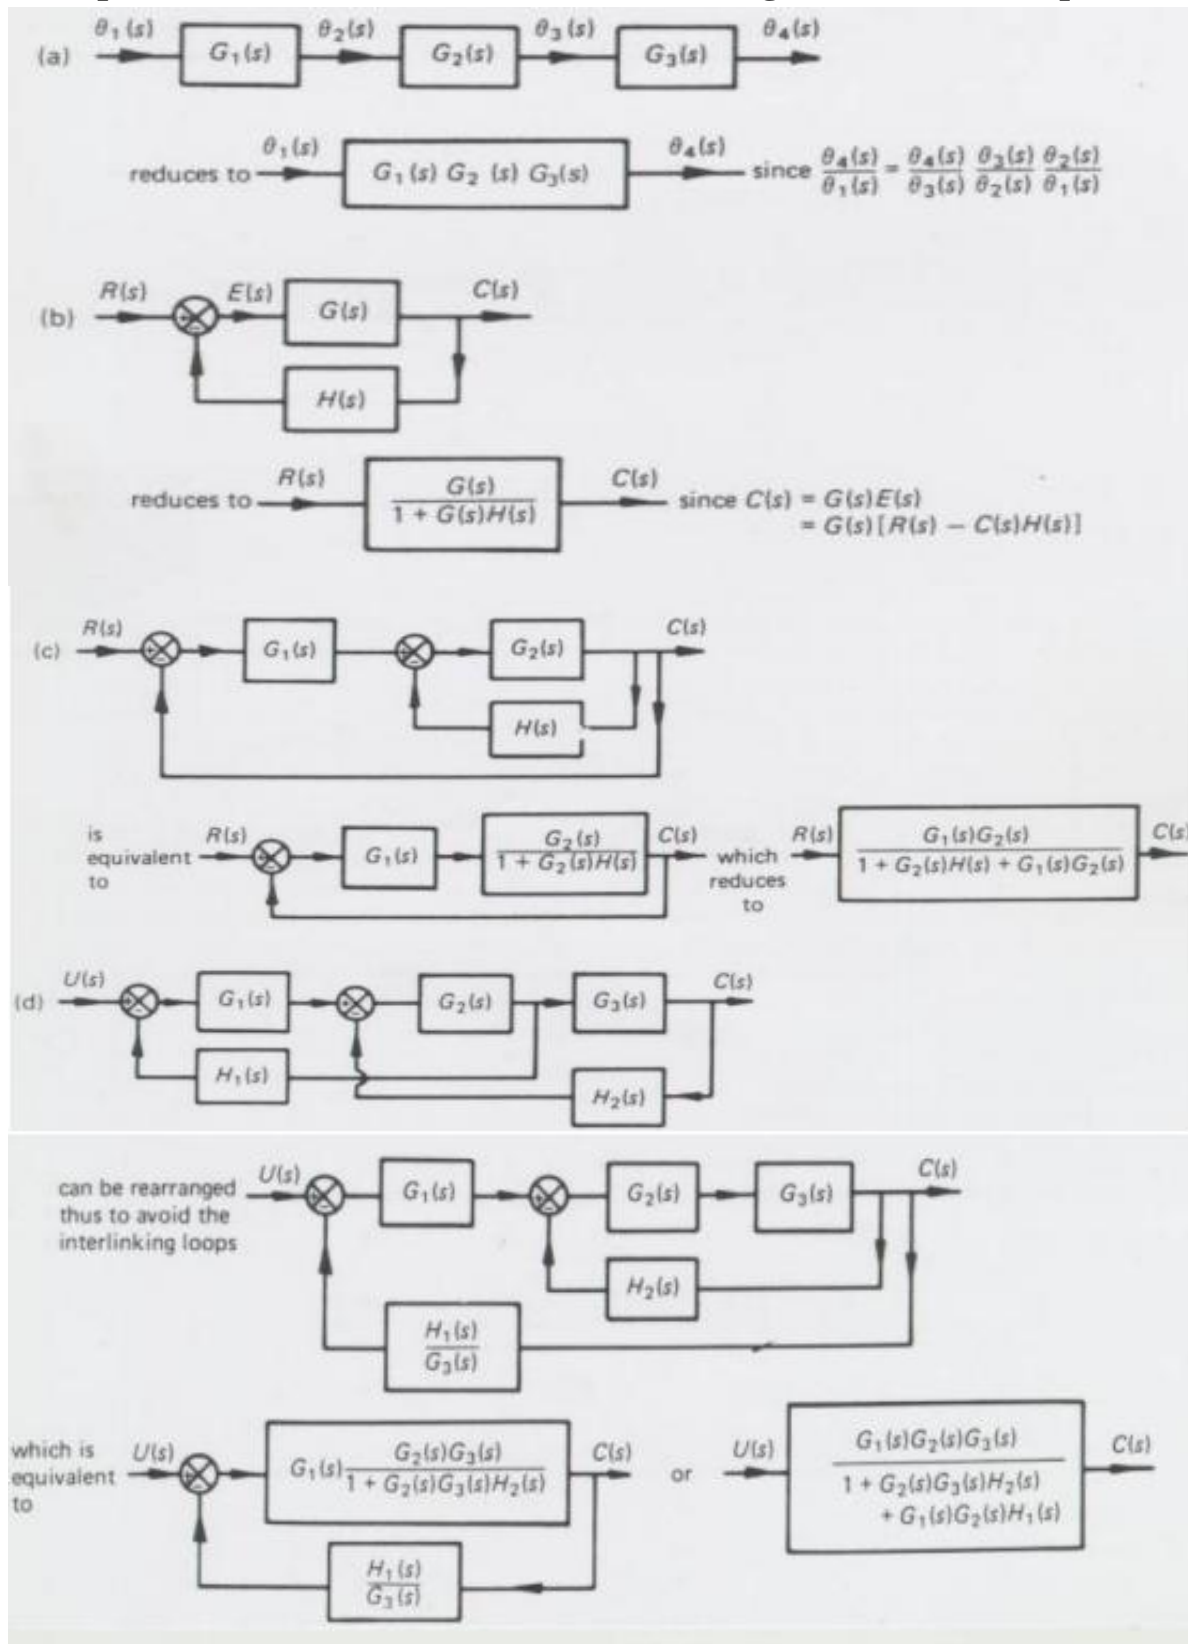 θ₁(s) θ₂(s) θ₃(s) θ₄(s)
(a) G₁(s) G₂(s) G₃(s)
θ₁(s) θ₄(s)
reduces to G₁(s) G₂ (s) G₃(s) since θ₄(s)/θ₁(s) = θ₄(s)/θ₃(s) θ₃(s)/θ₂(s) θ₂(s)/θ₁(s)
R(s) E(s) C(s)
(b) + − G(s)
H(s)
R(s) C(s)
reduces to G(s)/1 + G(s)H(s) since C(s) = G(s)E(s)
= G(s)[R(s) − C(s)H(s)]
R(s) C(s)
(c) + − G₁(s) + − G₂(s)
H(s)
is equivalent to R(s) + − G₁(s) G₂(s)/1 + G₂(s)H(s) C(s) which reduces to R(s) G₁(s)G₂(s)/1 + G₂(s)H(s) + G₁(s)G₂(s) C(s)
U(s) C(s)
(d) + − G₁(s) + − G₂(s) G₃(s)
H₁(s)
H₂(s)
U(s) C(s)
can be rearranged + − G₁(s) + − G₂(s) G₃(s)
thus to avoid the
interlinking loops
H₂(s)
H₁(s)/G₃(s)
which is equivalent to U(s) + − G₁(s) G₂(s)G₃(s)/1 + G₂(s)G₃(s)H₂(s) C(s) or U(s) G₁(s)G₂(s)G₃(s)/1 + G₂(s)G₃(s)H₂(s) + G₁(s)G₂(s)H₁(s) C(s)
H₁(s)/G₃(s)